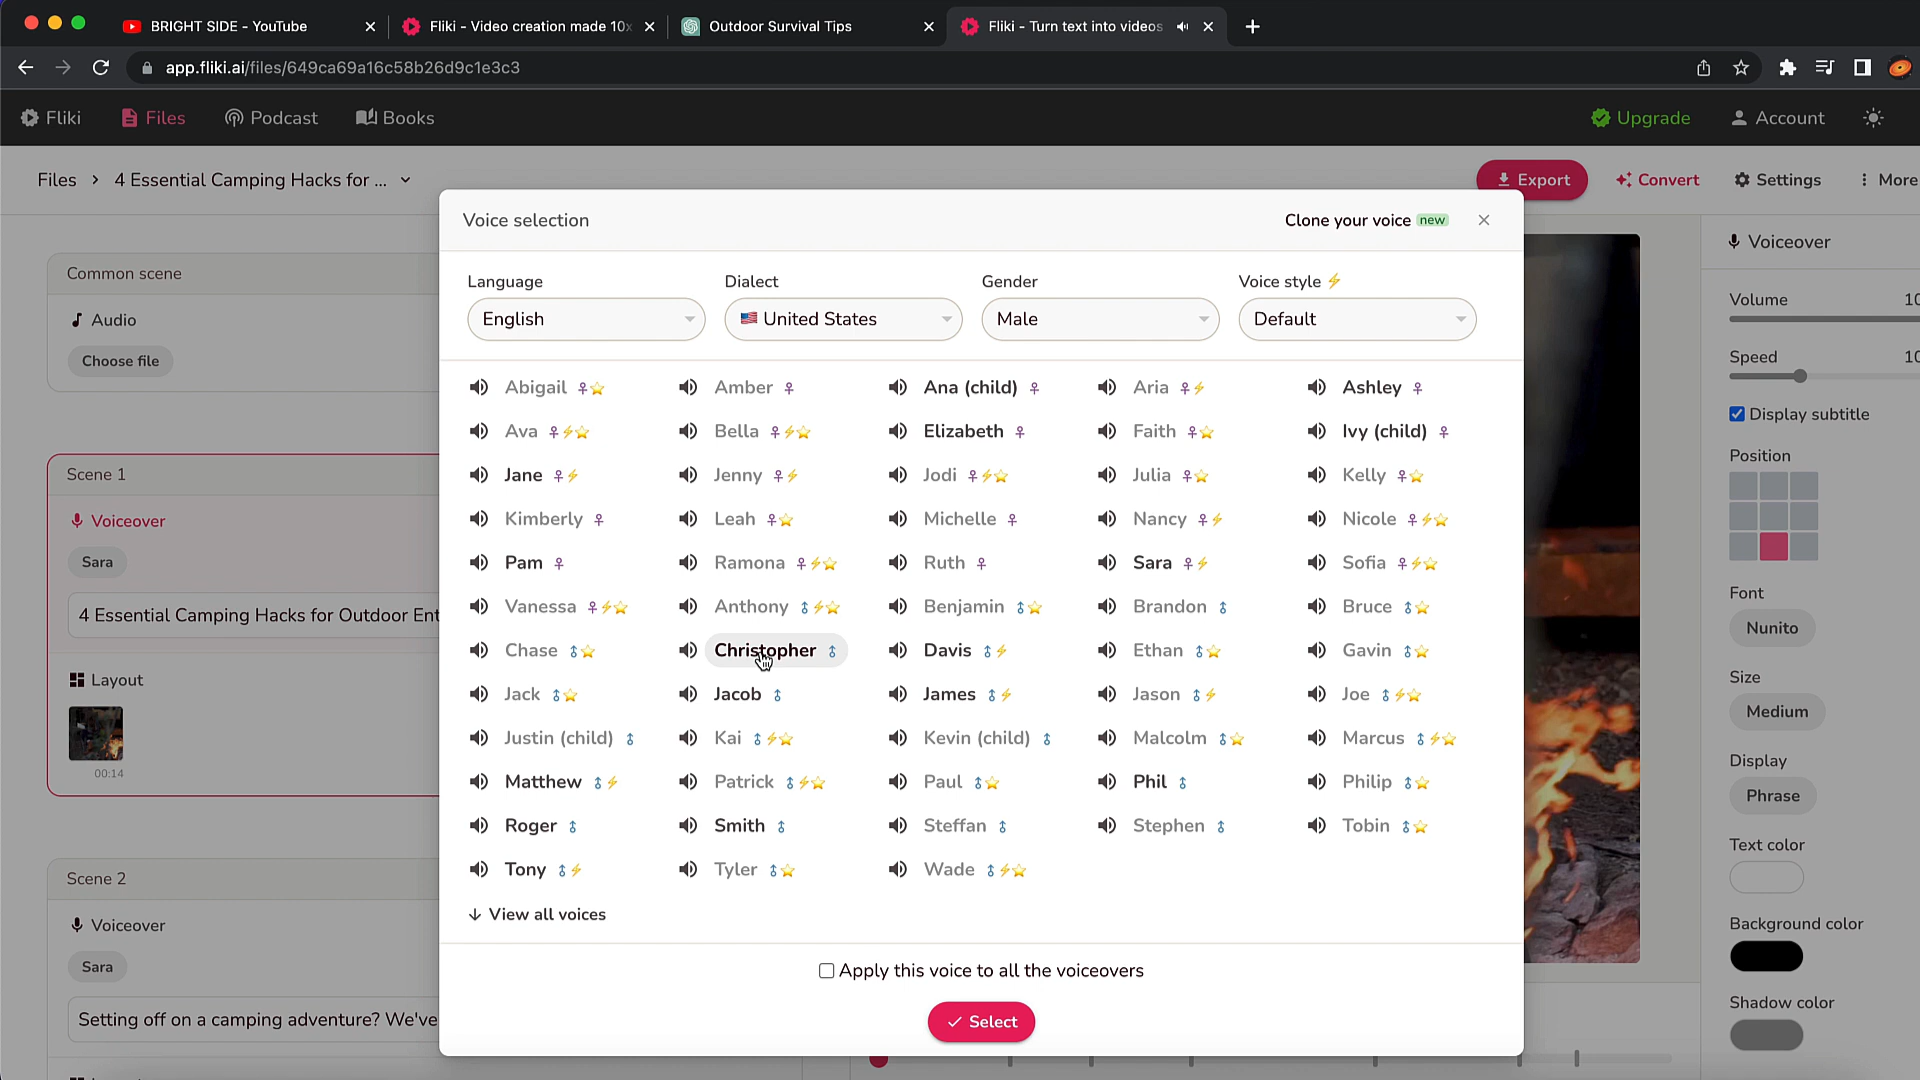 BRIGHT SIDE - YouTube
Fliki - Video creation made 10x
Outdoor Survival Tips
Fliki - Turn text into videos
app.fliki.ai/files/649ca69a16c58b26d9c1e3c3
Fliki
Files
Podcast
Books
Upgrade
Account
Files > 4 Essential Camping Hacks for ...
Export
Convert
Settings
More
Voice selection
Clone your voice new
Common scene
Audio
Choose file
Scene 1
Voiceover
Sara
4 Essential Camping Hacks for Outdoor Ent
Layout
00:14
Scene 2
Voiceover
Sara
Setting off on a camping adventure? We've
Language
Dialect
Gender
Voice style
English
United States
Male
Default
Abigail
Amber
Ana (child)
Aria
Ashley
Ava
Bella
Elizabeth
Faith
Ivy (child)
Jane
Jenny
Jodi
Julia
Kelly
Kimberly
Leah
Michelle
Nancy
Nicole
Pam
Ramona
Ruth
Sara
Sofia
Vanessa
Anthony
Benjamin
Brandon
Bruce
Chase
Christopher
Davis
Ethan
Gavin
Jack
Jacob
James
Jason
Joe
Justin (child)
Kai
Kevin (child)
Malcolm
Marcus
Matthew
Patrick
Paul
Phil
Philip
Roger
Smith
Steffan
Stephen
Tobin
Tony
Tyler
Wade
View all voices
Apply this voice to all the voiceovers
Select
Voiceover
Volume 10
Speed 10
Display subtitle
Position
Font
Nunito
Size
Medium
Display
Phrase
Text color
Background color
Shadow color